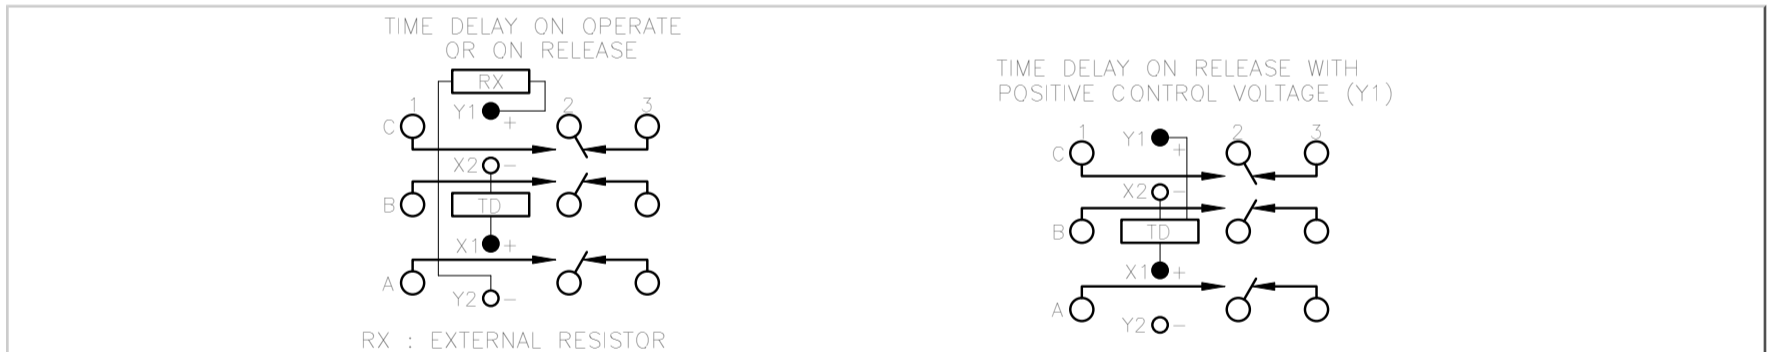 TIME DELAY ON OPERATE
OR ON RELEASE
RX
1
Y1
+
2
3
C
X2
-
B
TD
X1
+
A
Y2
-
RX : EXTERNAL RESISTOR
TIME DELAY ON RELEASE WITH
POSITIVE CONTROL VOLTAGE (Y1)
1
Y1
+
2
3
C
X2
-
B
TD
X1
+
A
Y2
-